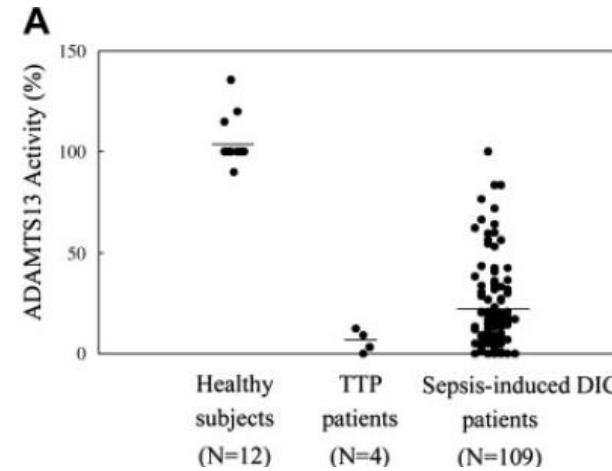 A
150
100
50
0
ADAMTS13 Activity (%)
Healthy subjects (N=12)
TTP patients (N=4)
Sepsis-induced DIC patients (N=109)